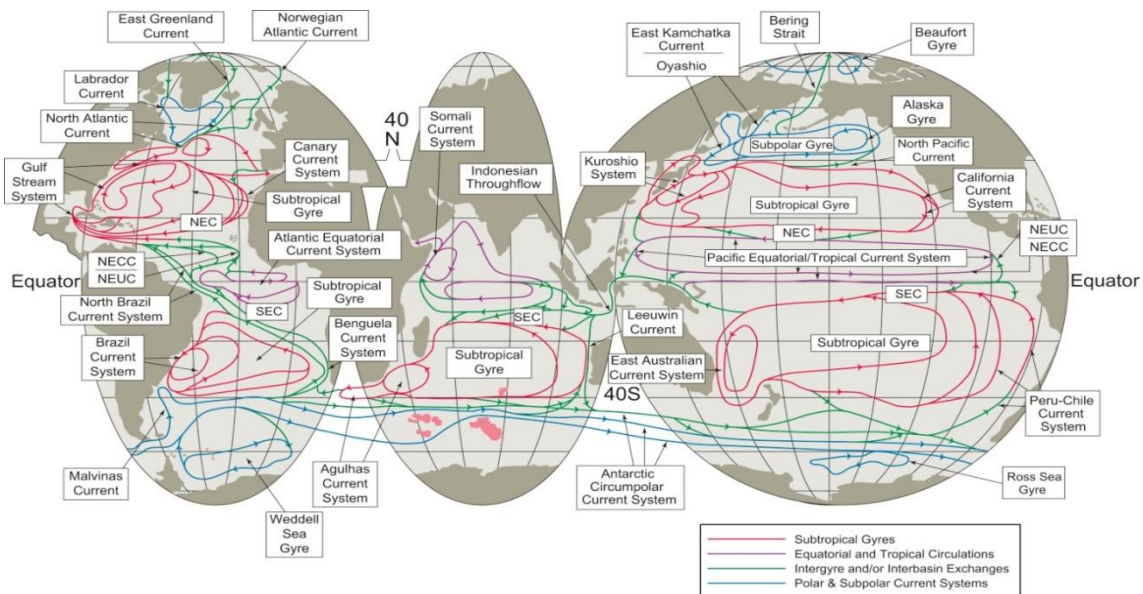 East Greenland
Current
Norwegian
Atlantic Current
Labrador
Current
North Atlantic
Current
Gulf
Stream
System
Canary
Current
System
Subtropical
Gyre
NEC
NECC
NEUC
Atlantic Equatorial
Current System
Equator
North Brazil
Current System
SEC
Subtropical
Gyre
Brazil
Current
System
Benguela
Current
System
Malvinas
Current
Weddell
Sea
Gyre
Agulhas
Current
System
40
N
Somali
Current
System
Indonesian
Throughflow
SEC
Subtropical
Gyre
Leeuwin
Current
40S
East Kamchatka
Current
Oyashio
Bering
Strait
Beaufort
Gyre
Alaska
Gyre
Subpolar Gyre
North Pacific
Current
Kuroshio
System
California
Current
System
Subtropical Gyre
NEC
NEUC
NECC
Pacific Equatorial/Tropical Current System
Equator
SEC
Subtropical Gyre
East Australian
Current System
Peru-Chile
Current
System
Antarctic
Circumpolar
Current System
Ross Sea
Gyre
Subtropical Gyres
Equatorial and Tropical Circulations
Intergyre and/or Interbasin Exchanges
Polar & Subpolar Current Systems